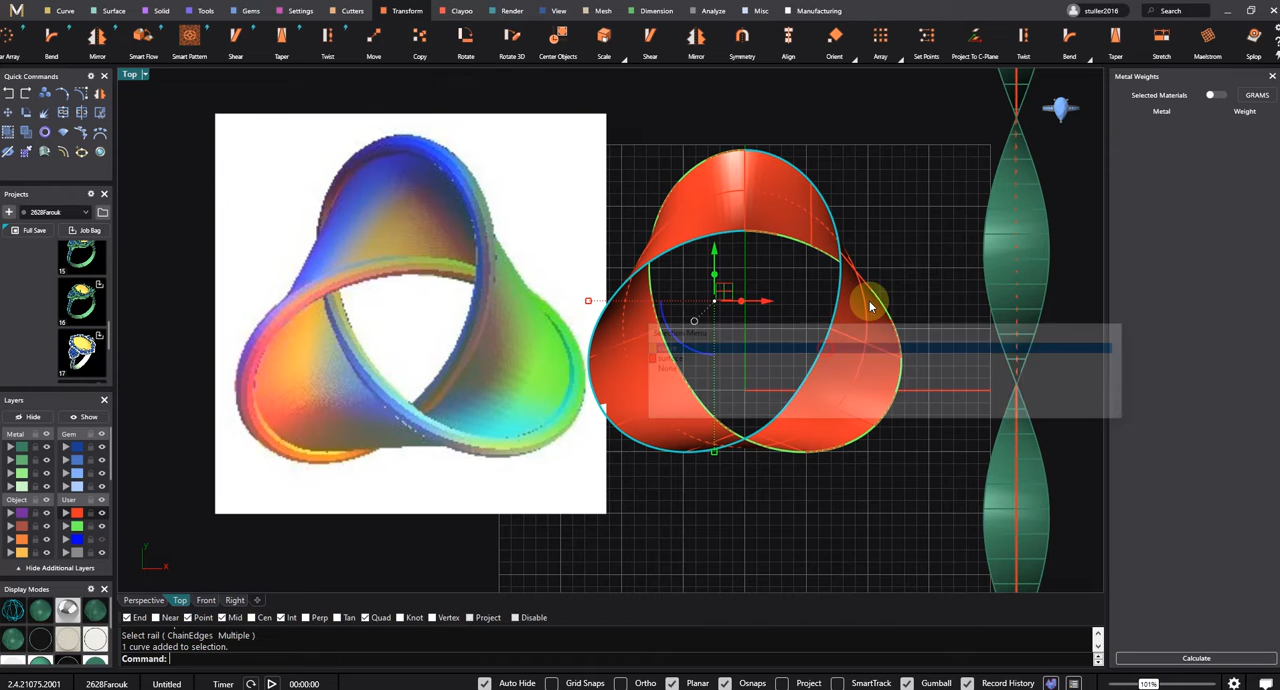 Curve Surface Solid Tools Gems Settings Cutters Transform Clayoo Render View Mesh Dimension Analyze Misc Manufacturing stuller2016 Search
ar Array Bend Mirror Smart Flow Smart Pattern Shear Taper Twist Move Copy Rotate Rotate 3D Center Objects Scale Shear Mirror Symmetry Align Orient Array Set Points Project To C-Plane Twist Bend Taper Stretch Maelstrom Splop
Quick Commands
Top
Metal Weights
Selected Materials GRAMS
Metal Weight
Projects
2628Farouk
Full Save Job Bag
15
16
17
Layers
Hide Show
Metal Gem
Object User
Hide Additional Layers
Display Modes
None
y
x
Perspective Top Front Right
End Near Point Mid Cen Int Perp Tan Quad Knot Vertex Project Disable
Select rail ( ChainEdges Multiple )
1 curve added to selection.
Command:
Calculate
2.4.21075.2001 2628Farouk Untitled Timer 00:00:00 Auto Hide Grid Snaps Ortho Planar Osnaps Project SmartTrack Gumball Record History 101%